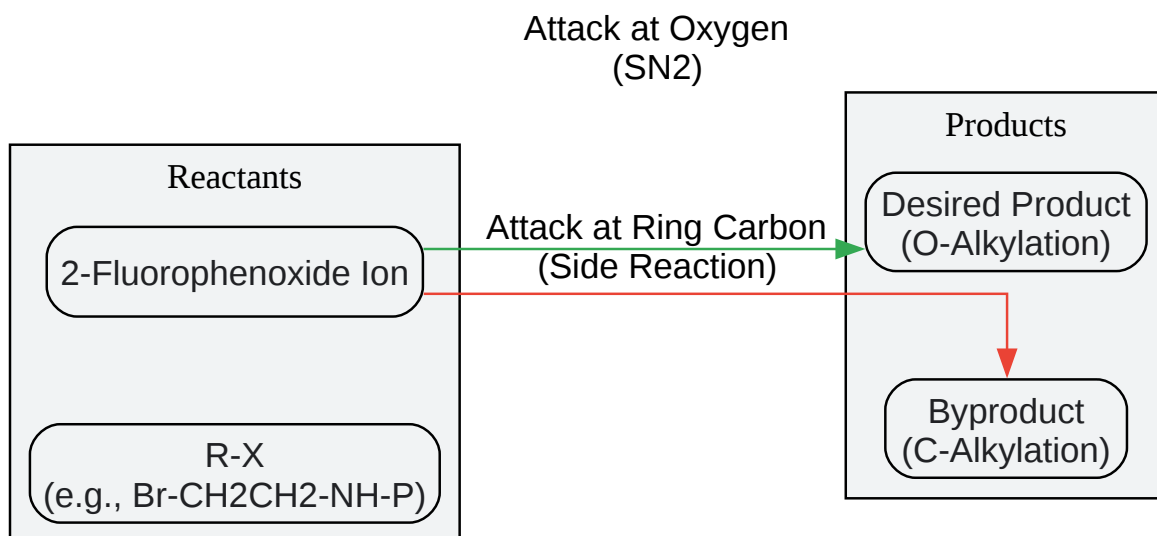 Attack at Oxygen
(SN2)
Products
Reactants
Desired Product
(O-Alkylation)
Attack at Ring Carbon
(Side Reaction)
2-Fluorophenoxide Ion
Byproduct
(C-Alkylation)
R-X
(e.g., Br-CH2CH2-NH-P)